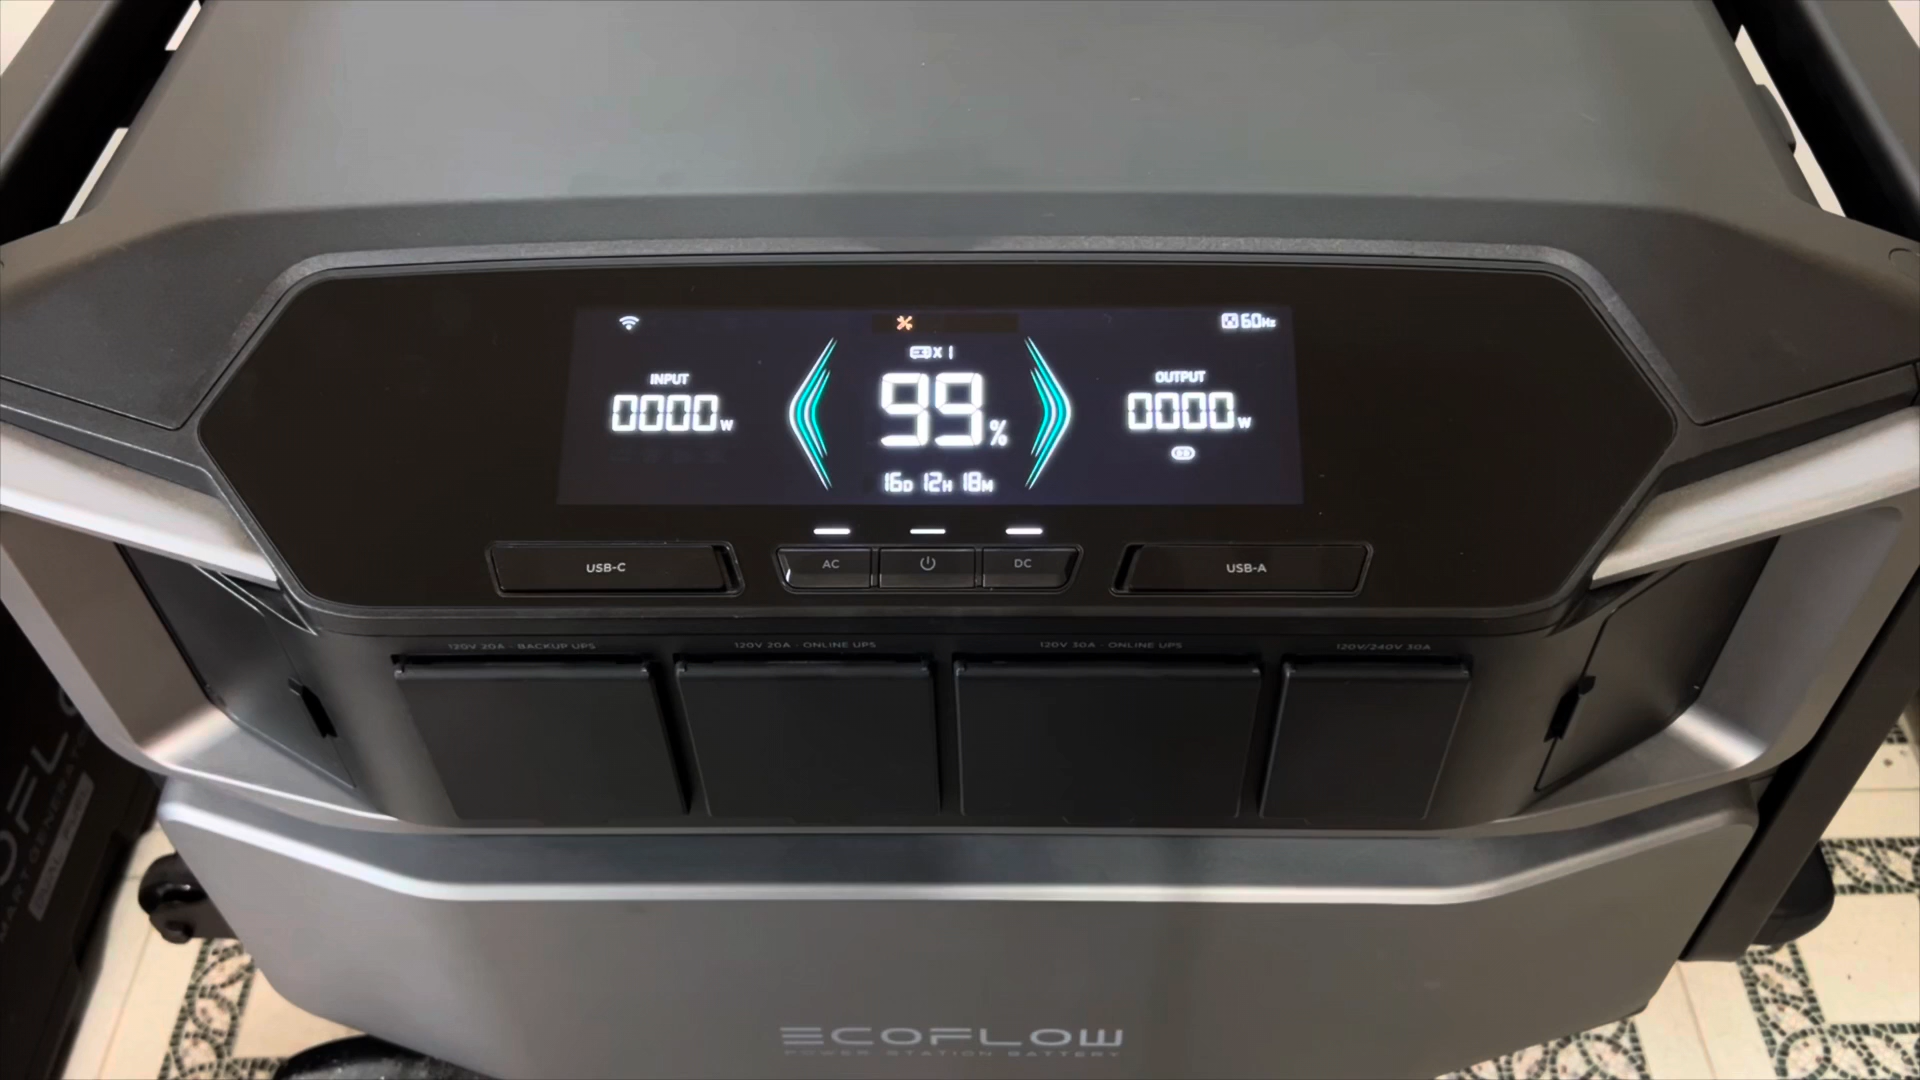 60Hz
X 1
INPUT
OUTPUT
0000W
99%
0000W
16D 12H 18M
USB-C
AC
DC
USB-A
120V 20A - BACKUP UPS
120V 20A - ONLINE UPS
120V 30A - ONLINE UPS
120V/240V 30A
ECOFLOW
POWER STATION BATTERY